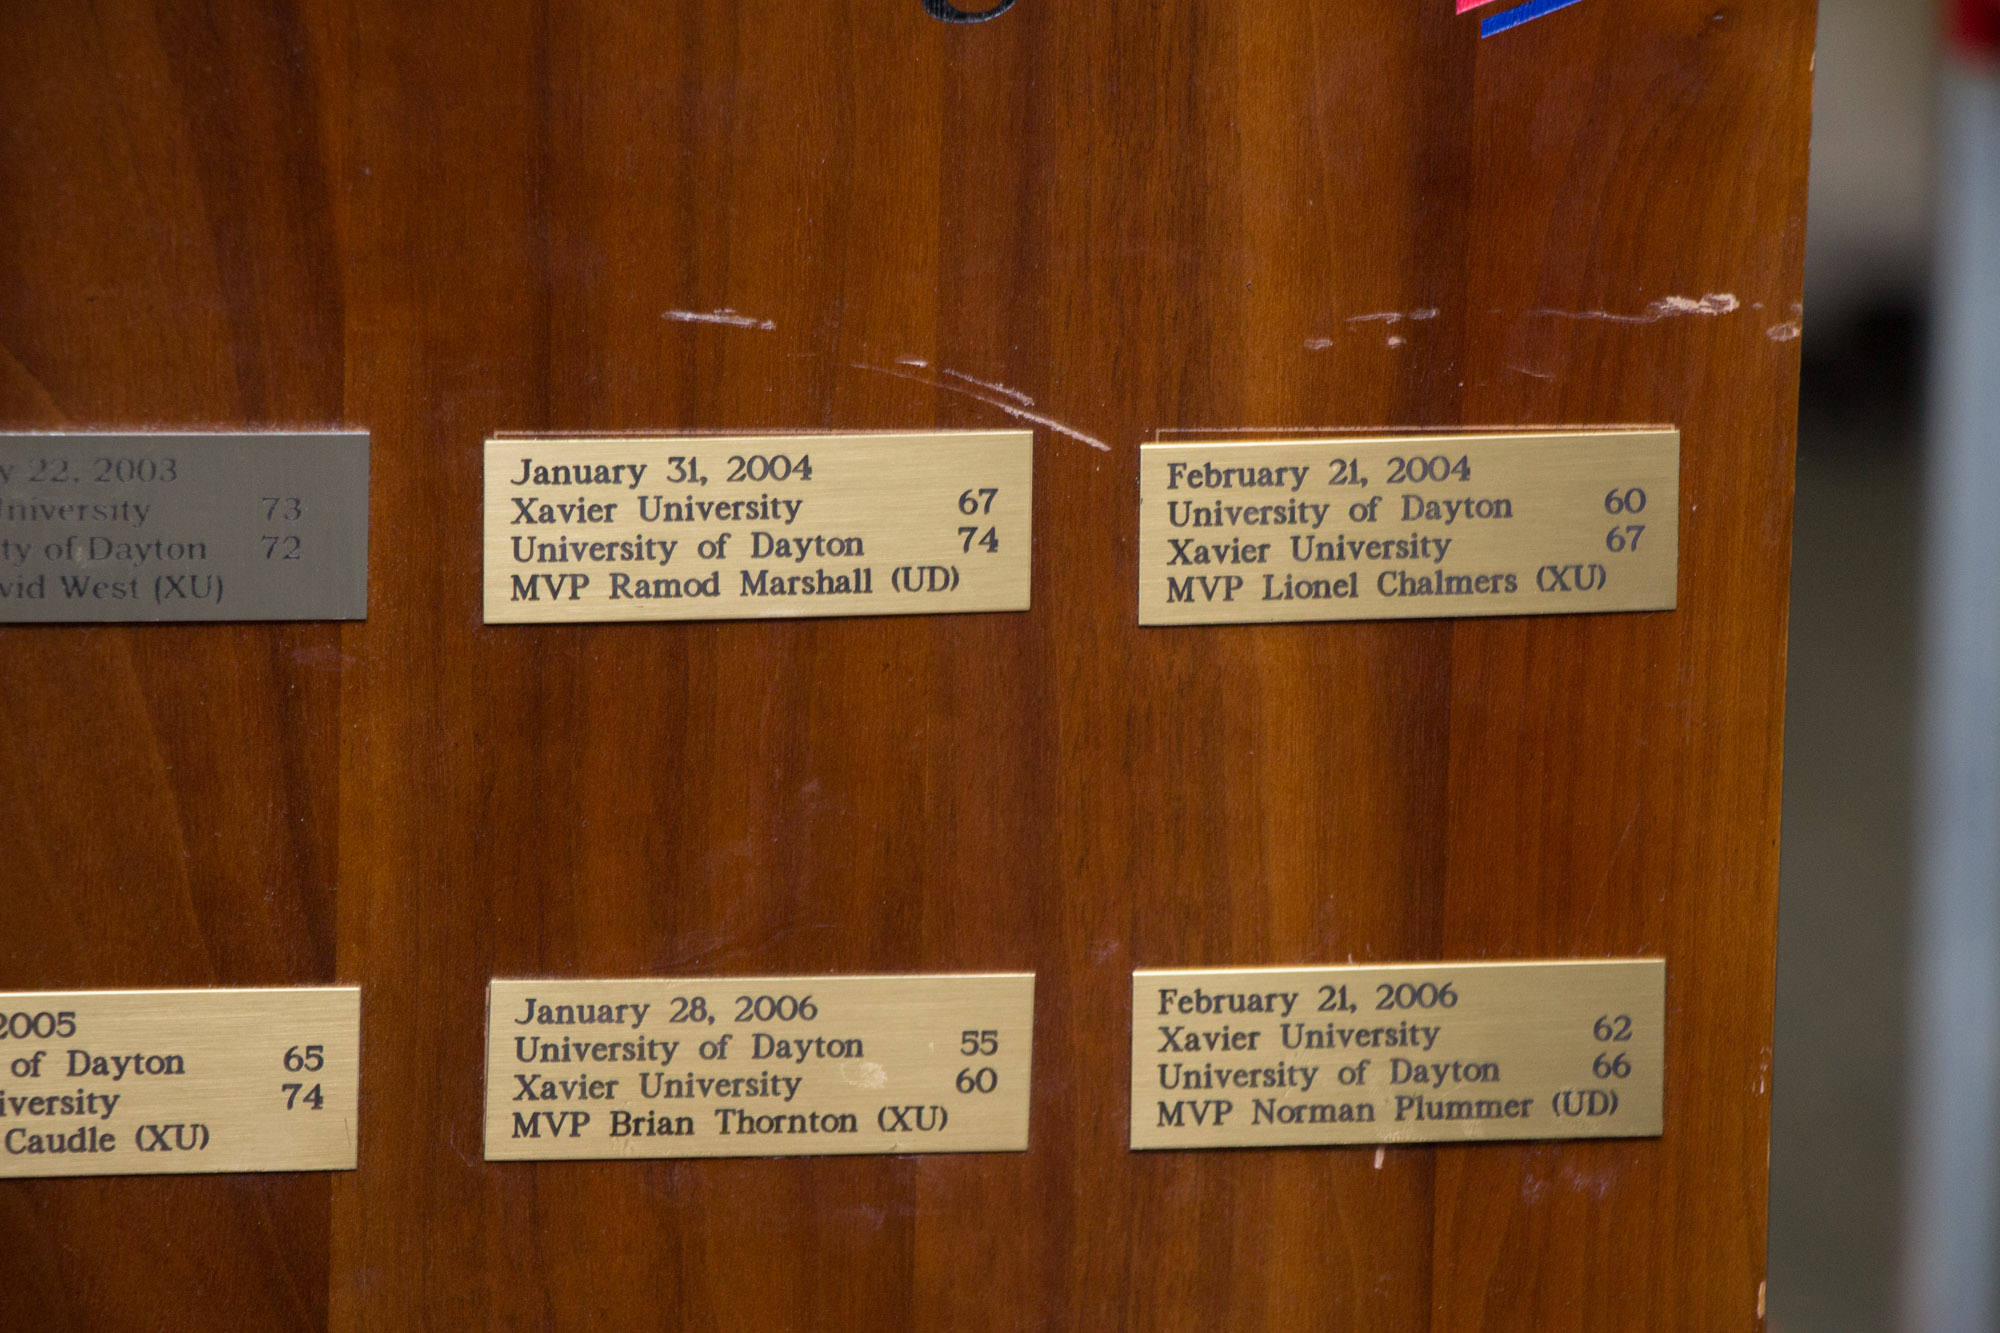 22, 2003
University 73
of Dayton 72
West (XU)
January 31, 2004
Xavier University 67
University of Dayton 74
MVP Ramod Marshall (UD)
February 21, 2004
University of Dayton 60
Xavier University 67
MVP Lionel Chalmers (XU)
2005
of Dayton 65
iversity 74
Caudle (XU)
January 28, 2006
University of Dayton 55
Xavier University 60
MVP Brian Thornton (XU)
February 21, 2006
Xavier University 62
University of Dayton 66
MVP Norman Plummer (UD)